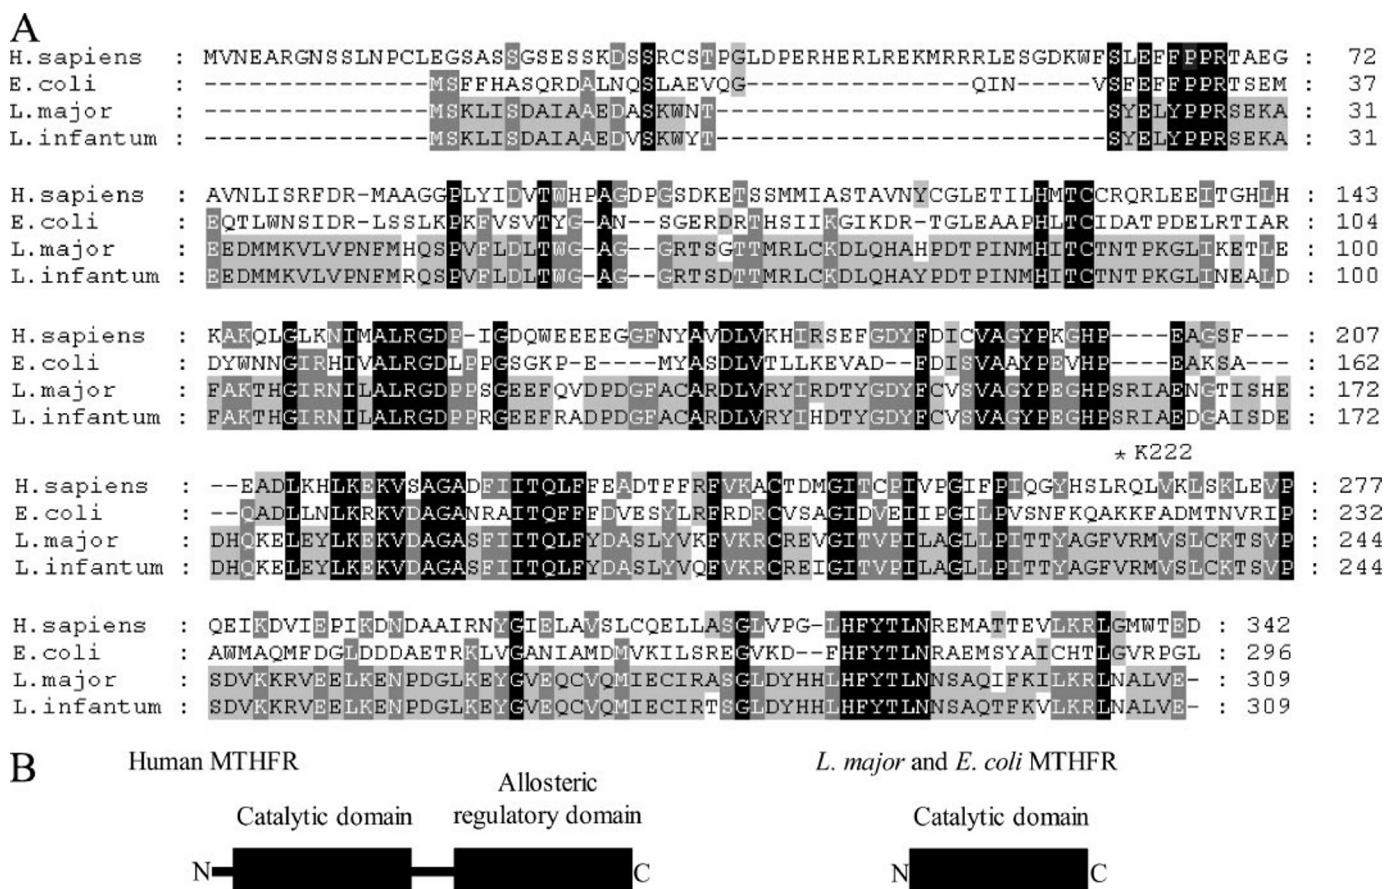 A
H.sapiens : MVNEARGNSSLNPCLEGSASSGSESSKDSSRCSTPGLDPERHERLREKMRRRLESGDKWFSLEFFPPRTAEG : 72
E.coli : ---------------MSFFHASQRDALNQSLAEVQG---------------QIN-----VSFEFFPPRTSEM : 37
L.major : ---------------MSKLISDAIAAEDASKWNT--------------------------SYELYPPRSEKA : 31
L.infantum : ---------------MSKLISDAIAAEDVSKWYT--------------------------SYELYPPRSEKA : 31
H.sapiens : AVNLISRFDR-MAAGGPLYIDVTWHPAGDPGSDKETSSMMIASTAVNYCGLETILHMTCCRQRLEEITGHLH : 143
E.coli : EQTLWNSIDR-LSSLKPKFVSVTYG-AN--SGERDRTHSIIKGIKDR-TGLEAAPHLTCIDATPDELRTIAR : 104
L.major : EEDMMKVLVPNFMHQSPVFLDLTWG-AG--GRTSGTTMRLCKDLQHAHPDTPINMHITCTNTPKGLIKETLE : 100
L.infantum : EEDMMKVLVPNFMRQSPVFLDLTWG-AG--GRTSDTTMRLCKDLQHAYPDTPINMHITCTNTPKGLINEALD : 100
H.sapiens : KAKQLGLKNIMALRGDP-IGDQWEEEEGGFNYAVDLVKHIRSEFGDYFDICVAGYPKGHP----EAGSF--- : 207
E.coli : DYWNNGIRHIVALRGDLPPGSGKP-E----MYASDLVTLLKEVAD--FDISVAAYPEVHP----EAKSA--- : 162
L.major : FAKTHGIRNILALRGDPPSGEEFQVDPDGFACARDLVRYIRDTYGDYFCVSVAGYPEGHPSRIAENGTISHE : 172
L.infantum : FAKTHGIRNILALRGDPPRGEEFRADPDGFACARDLVRYIHDTYGDYFCVSVAGYPEGHPSRIAEDGAISDE : 172
* K222
H.sapiens : --EADLKHLKEKVSAGADFIITQLFFEADTFFRFVKACTDMGITCPIVPGIFPIQGYHSLRQLVKLSKLEVP : 277
E.coli : --QADLLNLKRKVDAGANRAITQFFFDVESYLRFRDRCVSAGIDVEIIPGILPVSNFKQAKKFADMTNVRIP : 232
L.major : DHQKELEYLKEKVDAGASFIITQLFYDASLYVKFVKRCREVGITVPILAGLLPITTYAGFVRMVSLCKTSVP : 244
L.infantum : DHQKELEYLKEKVDAGASFIITQLFYDASLYVQFVKRCREIGITVPILAGLLPITTYAGFVRMVSLCKTSVP : 244
H.sapiens : QEIKDVIEPIKDNDAAIRNYGIELAVSLCQELLASGLVPG-LHFYTLNREMATTEVLKRLGMWTED : 342
E.coli : AWMAQMFDGLDDDAETRKLVGANIAMDMVKILSREGVKD--FHFYTLNRAEMSYAICHTLGVRPGL : 296
L.major : SDVKKRVEELKENPDGLKEYGVEQCVQMIECIRASGLDYHHLHFYTLNNSAQIFKILKRLNALVE- : 309
L.infantum : SDVKKRVEELKENPDGLKEYGVEQCVQMIECIRTSGLDYHHLHFYTLNNSAQTFKVLKRLNALVE- : 309
B
Human MTHFR
L. major and E. coli MTHFR
Catalytic domain
Allosteric
regulatory domain
Catalytic domain
N
C
N
C